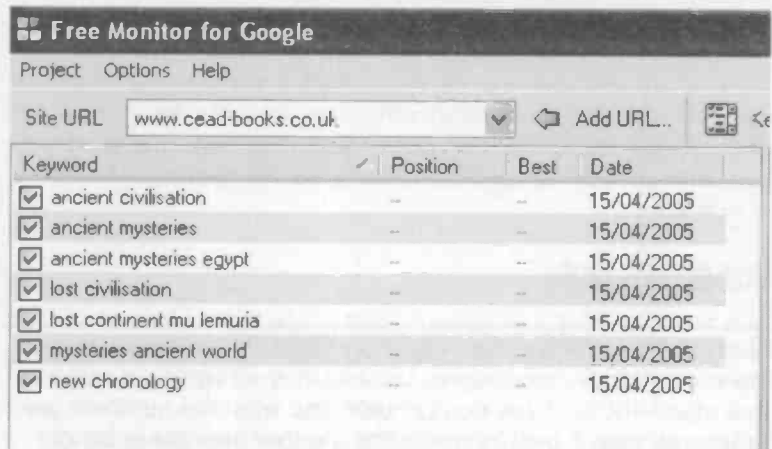 Free Monitor for Google
Project Options Help
Site URL www.cead-books.co.uk Add URL...
Keyword Position Best Date
ancient civilisation -- -- 15/04/2005
ancient mysteries -- -- 15/04/2005
ancient mysteries egypt -- -- 15/04/2005
lost civilisation -- -- 15/04/2005
lost continent mu lemuria -- -- 15/04/2005
mysteries ancient world -- -- 15/04/2005
new chronology -- -- 15/04/2005